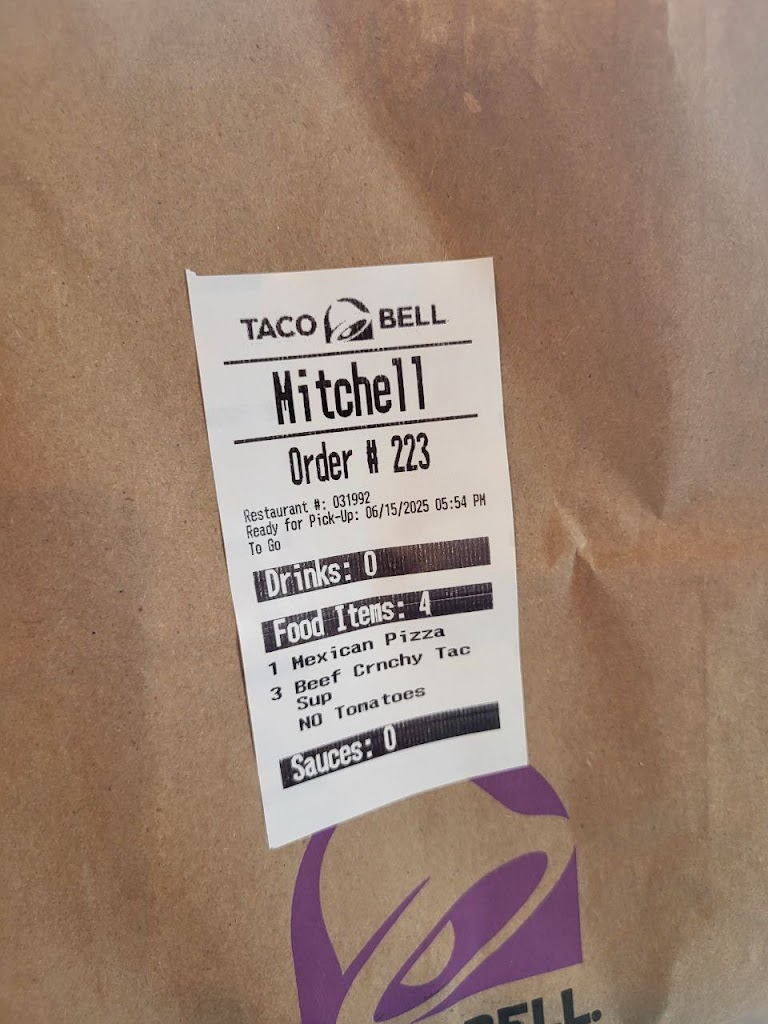 TACO BELL
Mitchell
Order # 223
Restaurant #: 031992
Ready for Pick-Up: 06/15/2025 05:54 PM
To Go
Drinks: 0
Food Items: 4
1 Mexican Pizza
3 Beef Crnchy Tac
Sup
NO Tomatoes
Sauces: 0
BELL.